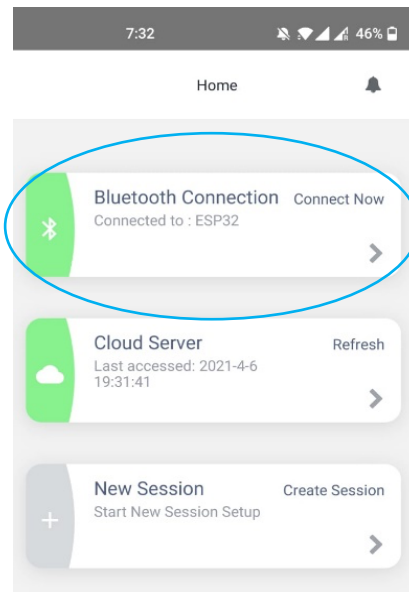 7:32 46%
Home
Bluetooth Connection Connect Now
Connected to : ESP32
Cloud Server Refresh
Last accessed: 2021-4-6
19:31:41
New Session Create Session
Start New Session Setup